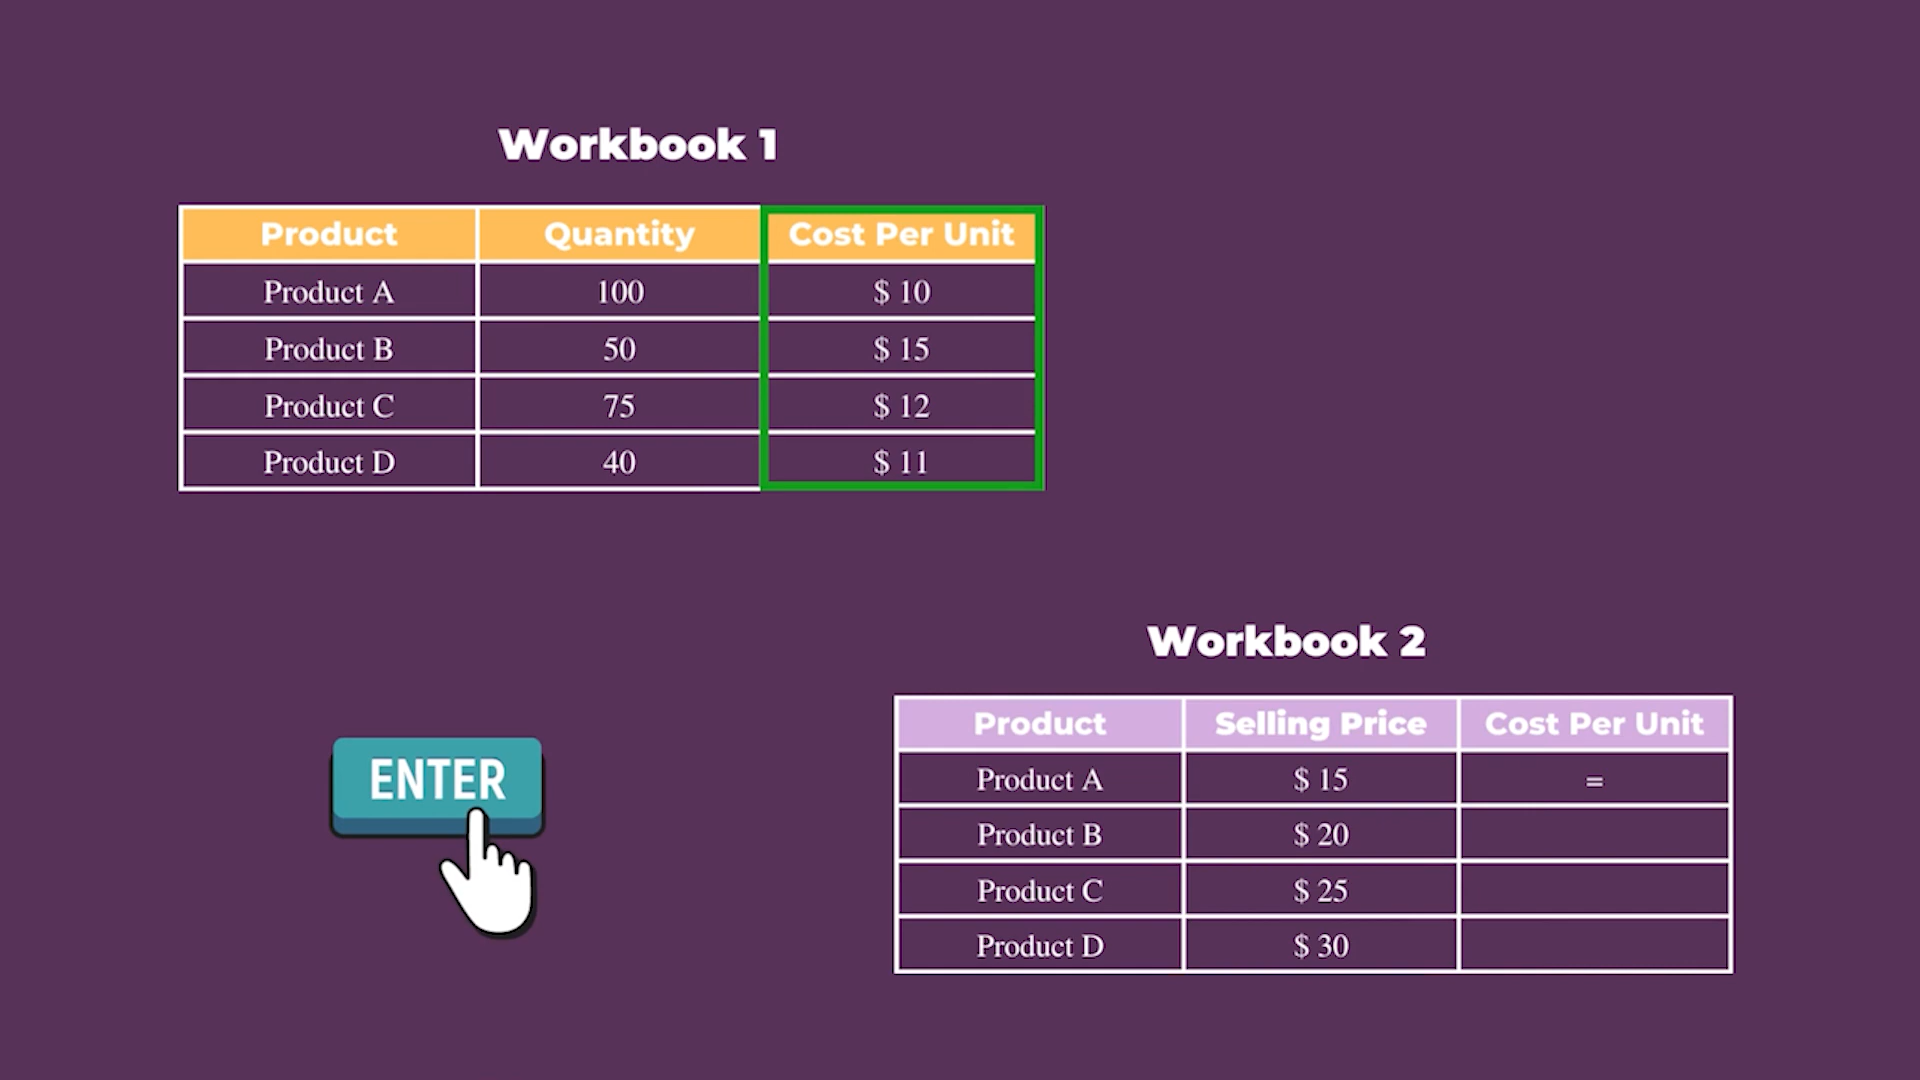 Workbook 1
Product Quantity Cost Per Unit
Product A 100 $ 10
Product B 50 $ 15
Product C 75 $ 12
Product D 40 $ 11
Workbook 2
Product Selling Price Cost Per Unit
Product A $ 15 =
Product B $ 20
Product C $ 25
Product D $ 30
ENTER